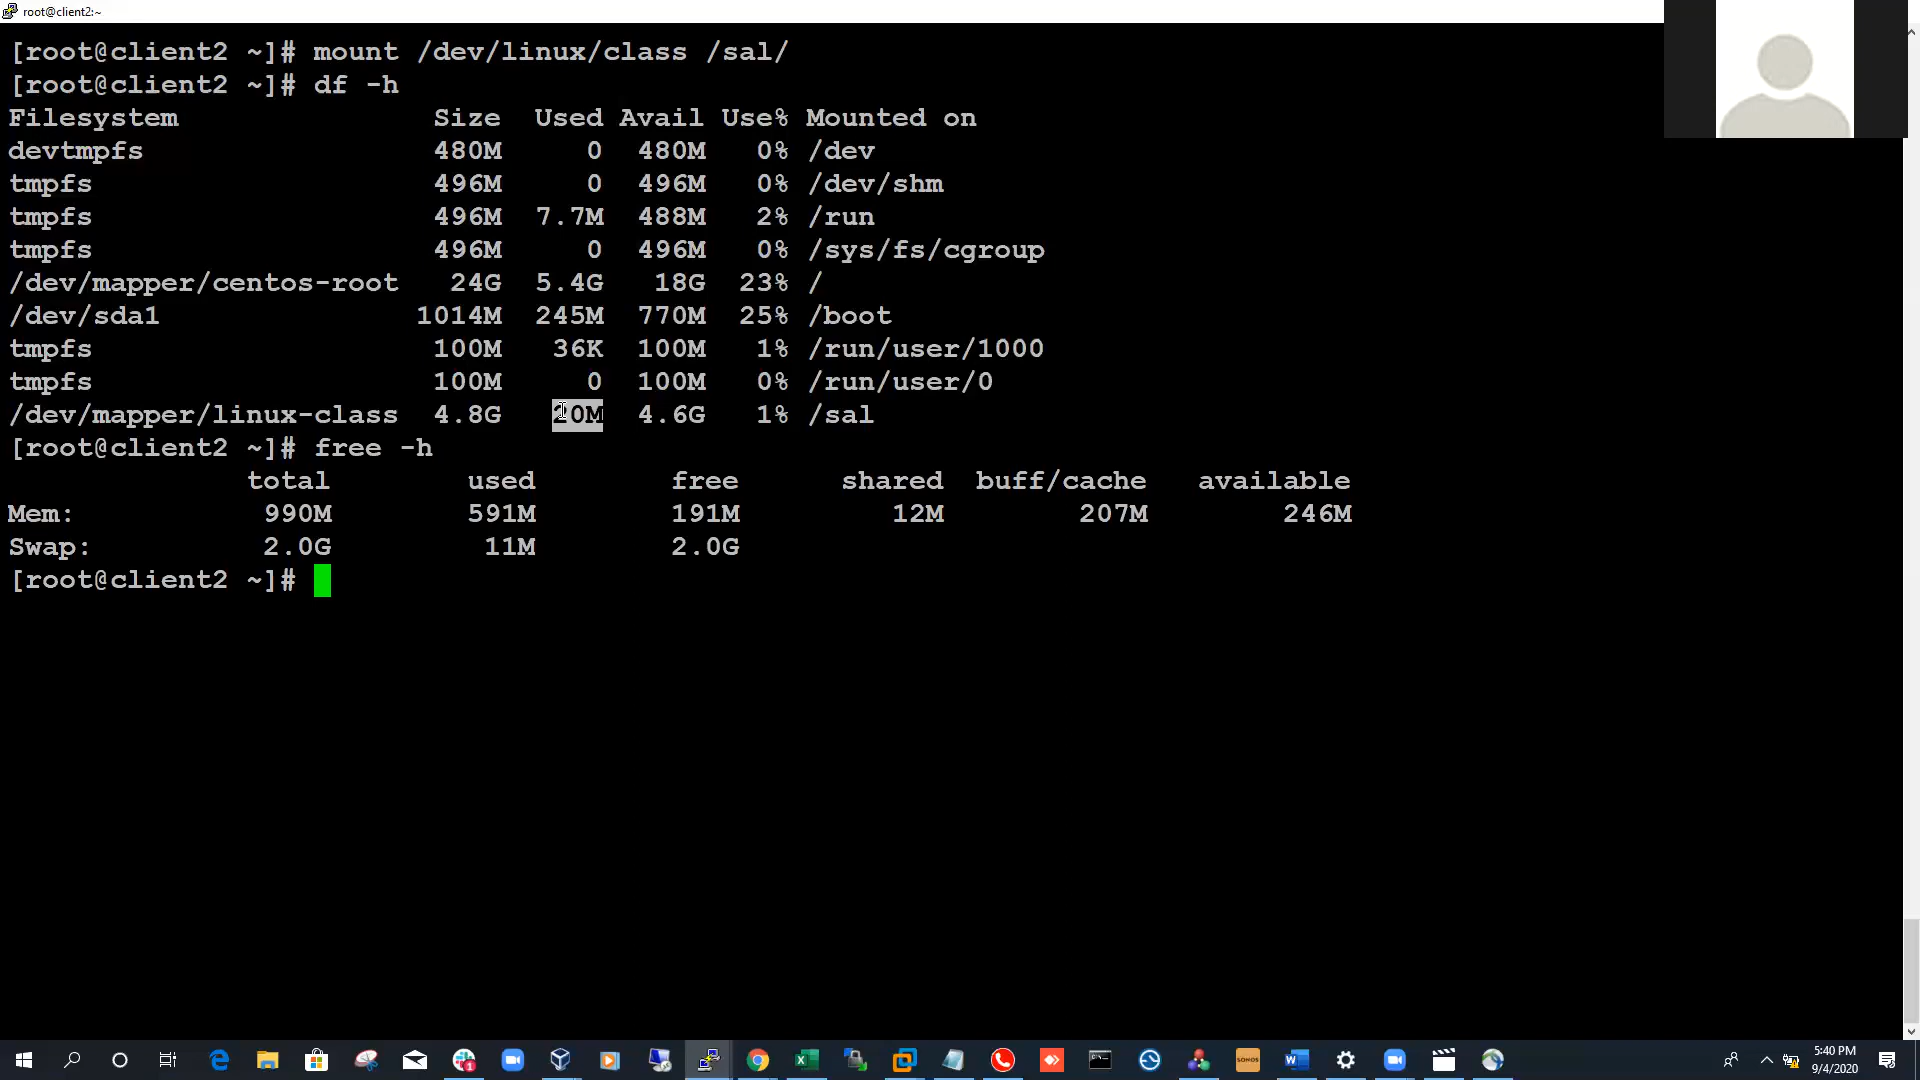 root@client2:~
[root@client2 ~]# mount /dev/linux/class /sal/
[root@client2 ~]# df -h
Filesystem Size Used Avail Use% Mounted on
devtmpfs 480M 0 480M 0% /dev
tmpfs 496M 0 496M 0% /dev/shm
tmpfs 496M 7.7M 488M 2% /run
tmpfs 496M 0 496M 0% /sys/fs/cgroup
/dev/mapper/centos-root 24G 5.4G 18G 23% /
/dev/sda1 1014M 245M 770M 25% /boot
tmpfs 100M 36K 100M 1% /run/user/1000
tmpfs 100M 0 100M 0% /run/user/0
/dev/mapper/linux-class 4.8G 20M 4.6G 1% /sal
[root@client2 ~]# free -h
total used free shared buff/cache available
Mem: 990M 591M 191M 12M 207M 246M
Swap: 2.0G 11M 2.0G
[root@client2 ~]#
SONOS
5:40 PM
9/4/2020